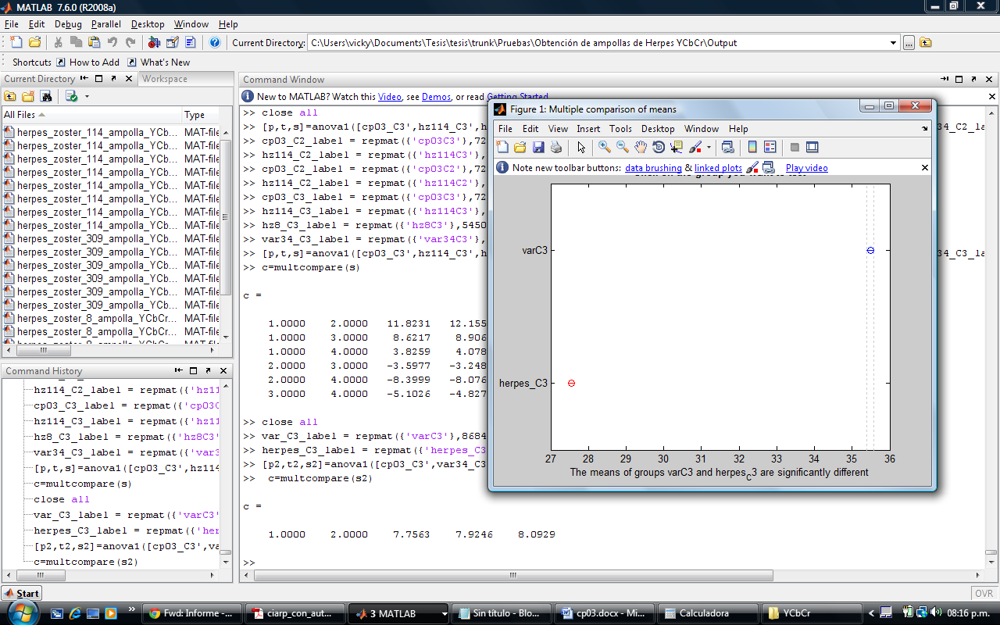 MATLAB 7.6.0 (R2008a)
File Edit Debug Parallel Desktop Window Help
Current Directory: C:\Users\vicky\Documents\Tesis\tesis\trunk\Pruebas\Obtención de ampollas de Herpes YCbCr\Output
Shortcuts How to Add What's New
Current Directory Workspace
All Files Type
herpes_zoster_114_ampolla_YCb... MAT-file
herpes_zoster_114_ampolla_YCb... MAT-file
herpes_zoster_114_ampolla_YCb... MAT-file
herpes_zoster_114_ampolla_YCb... MAT-file
herpes_zoster_114_ampolla_YCb... MAT-file
herpes_zoster_114_ampolla_YCb... MAT-file
herpes_zoster_114_ampolla_YCb... MAT-file
herpes_zoster_114_ampolla_YCb... MAT-file
herpes_zoster_309_ampolla_YCb... MAT-file
herpes_zoster_309_ampolla_YCb... MAT-file
herpes_zoster_309_ampolla_YCb... MAT-file
herpes_zoster_309_ampolla_YCb... MAT-file
herpes_zoster_309_ampolla_YCb... MAT-file
herpes_zoster_309_ampolla_YCb... MAT-file
herpes_zoster_8_ampolla_YCbCr... MAT-file
herpes_zoster_8_ampolla_YCbCr... MAT-file
Command History
hz114_C2_label = repmat({'hz11
cp03_C3_label = repmat({'cp03C
hz114_C3_label = repmat({'hz11
hz8_C3_label = repmat({'hz8C3'
var34_C3_label = repmat({'var3
[p,t,s]=anova1([cp03_C3',hz114
c=multcompare(s)
close all
var_C3_label = repmat({'varC3'
herpes_C3_label = repmat({'her
[p2,t2,s2]=anova1([cp03_C3',va
c=multcompare(s2)
Command Window
New to MATLAB? Watch this Video, see Demos, or read Getting Started.
>> close all
>> [p,t,s]=anova1([cp03_C3',hz114_C3',h 34_C2_l
>> cp03_C2_label = repmat({'cp03C3'},72
>> hz114_C2_label = repmat({'hz114C3'},
>> cp03_C2_label = repmat({'cp03C2'},72
>> hz114_C2_label = repmat({'hz114C2'},
>> cp03_C3_label = repmat({'cp03C3'},72
>> hz114_C3_label = repmat({'hz114C3'},
>> hz8_C3_label = repmat({'hz8C3'},5450
>> var34_C3_label = repmat({'var34C3'},
>> [p,t,s]=anova1([cp03_C3',hz114_C3',h 34_C3_l
>> c=multcompare(s)
c =
1.0000 2.0000 11.8231 12.155
1.0000 3.0000 8.6217 8.906
1.0000 4.0000 3.8259 4.078
2.0000 3.0000 -3.5977 -3.248
2.0000 4.0000 -8.3999 -8.076
3.0000 4.0000 -5.1026 -4.827
>> close all
>> var_C3_label = repmat({'varC3'},8684
>> herpes_C3_label = repmat({'herpes_C3
>> [p2,t2,s2]=anova1([cp03_C3',var34_C3
>> c=multcompare(s2)
c =
1.0000 2.0000 7.7563 7.9246 8.0929
>>
Figure 1: Multiple comparison of means
File Edit View Insert Tools Desktop Window Help
Note new toolbar buttons: data brushing & linked plots Play video
varC3
herpes_C3
27 28 29 30 31 32 33 34 35 36
The means of groups varC3 and herpesC3 are significantly different
Start OVR
Fwd: Informe -... ciarp_con_aut... 3 MATLAB Sin título - Blo... cp03.docx - Mi... Calculadora YCbCr 08:16 p.m.